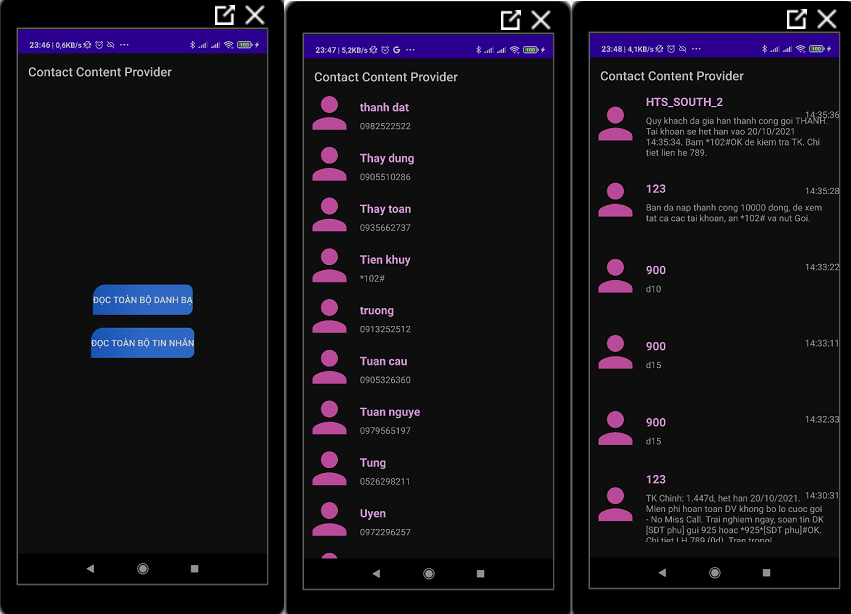 23:46 | 0,6KB/s
100
Contact Content Provider
ĐỌC TOÀN BỘ DANH BẠ
ĐỌC TOÀN BỘ TIN NHẮN
23:47 | 5,2KB/s
G
100
Contact Content Provider
thanh dat
0982522522
Thay dung
0905510286
Thay toan
0935662737
Tien khuy
*102#
truong
0913252512
Tuan cau
0905326360
Tuan nguye
0979565197
Tung
0526298211
Uyen
0972296257
23:48 | 4,1KB/s
100
Contact Content Provider
HTS_SOUTH_2
14:35:36
Quy khach da gia han thanh cong goi THANH.
Tai khoan se het han vao 20/10/2021
14:35:34. Bam *102#OK de kiem tra TK. Chi
tiet lien he 789.
123
14:35:28
Ban da nap thanh cong 10000 dong, de xem
tat ca cac tai khoan, an *102# va nut Goi.
900
14:33:22
d10
900
14:33:11
d15
900
14:32:33
d15
123
14:30:31
TK Chinh: 1.447d, het han 20/10/2021.
Mien phi hoan toan DV khong bo lo cuoc goi
- No Miss Call. Trai nghiem ngay, soan tin DK
[SDT phu] gui 925 hoac *925*[SDT phu]#OK.
Chi tiet LH 789 (0d). Tran trong!